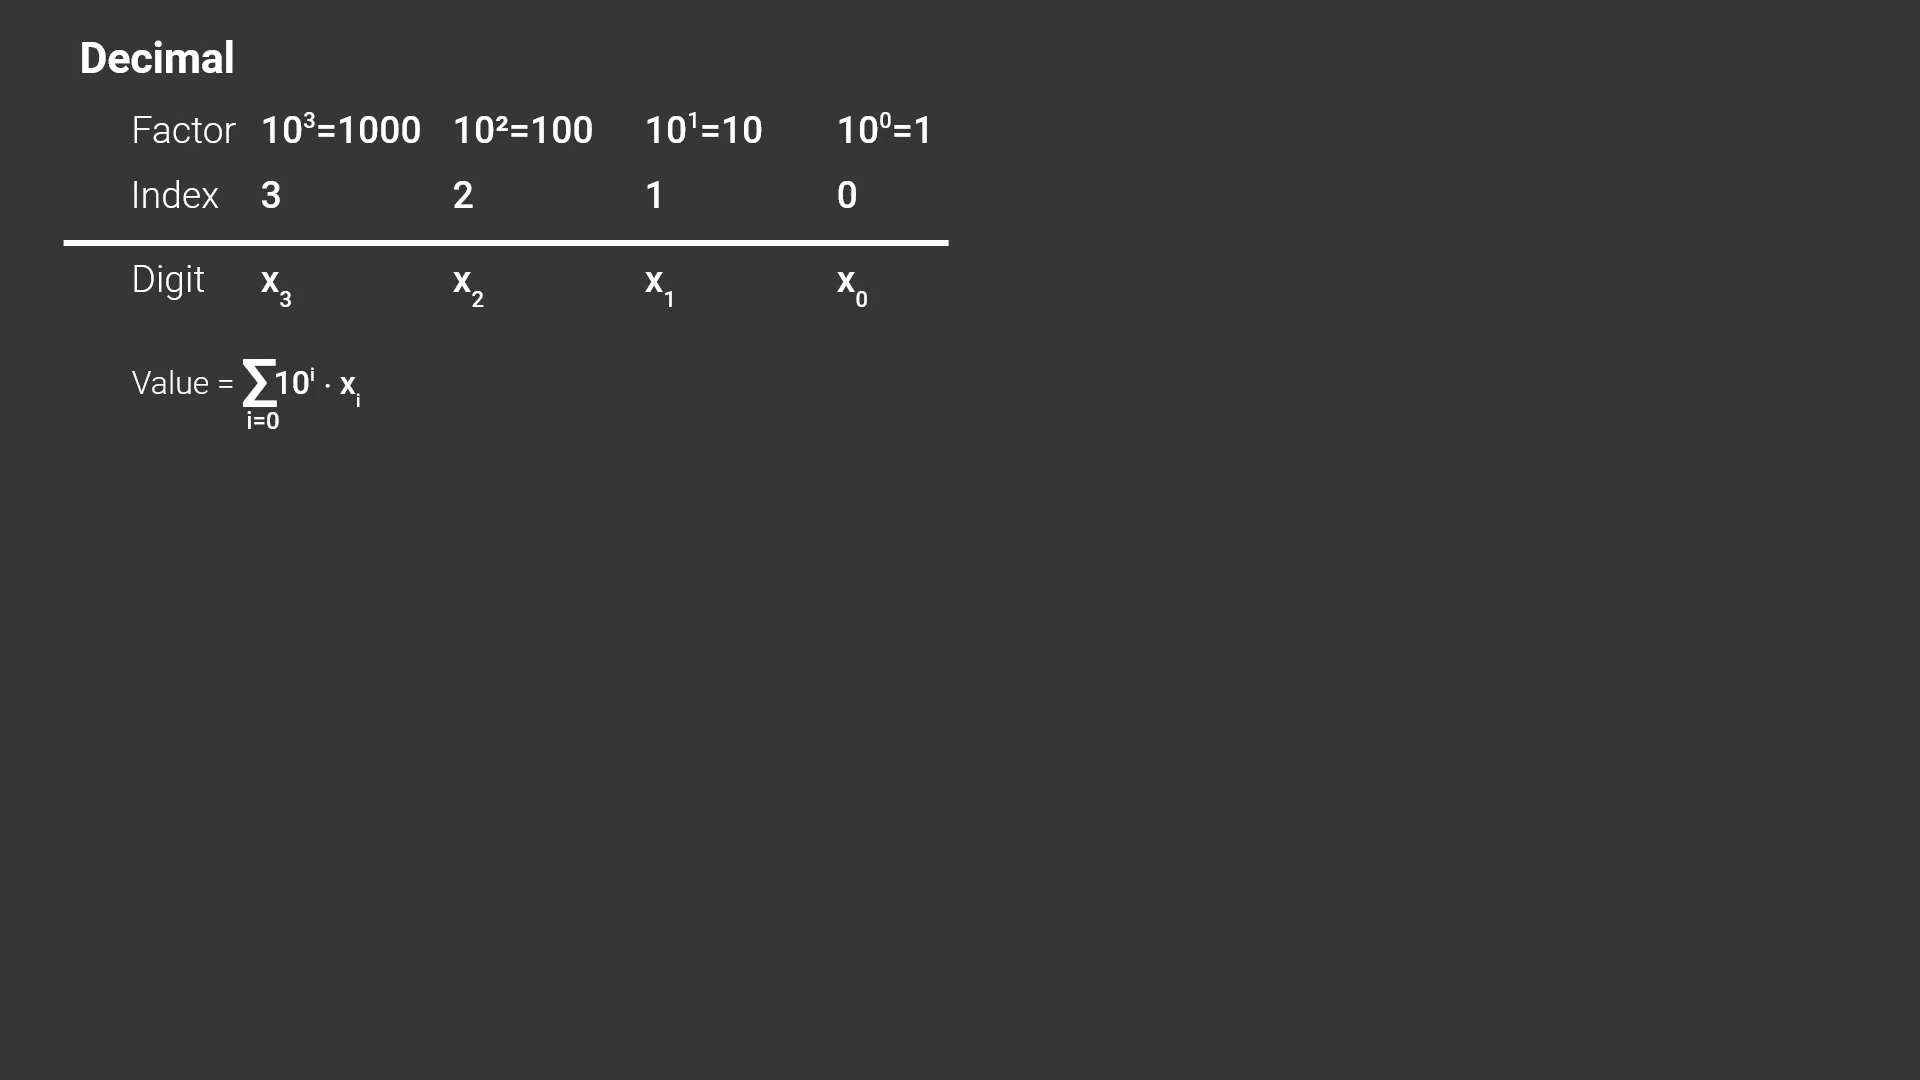 Decimal
Factor 10³=1000 10²=100 10¹=10 10⁰=1
Index 3 2 1 0
Digit x₃ x₂ x₁ x₀
Value = ∑10ⁱ · xᵢ
i=0